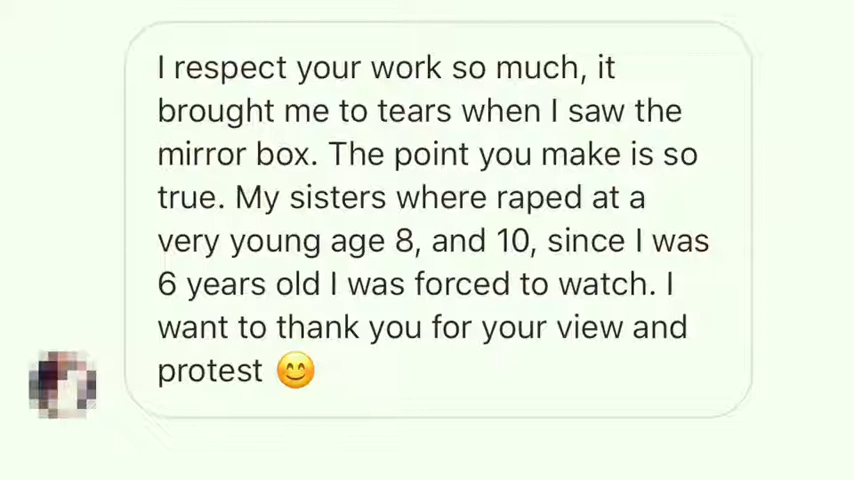 I respect your work so much, it
brought me to tears when I saw the
mirror box. The point you make is so
true. My sisters where raped at a
very young age 8, and 10, since I was
6 years old I was forced to watch. I
want to thank you for your view and
protest 😊